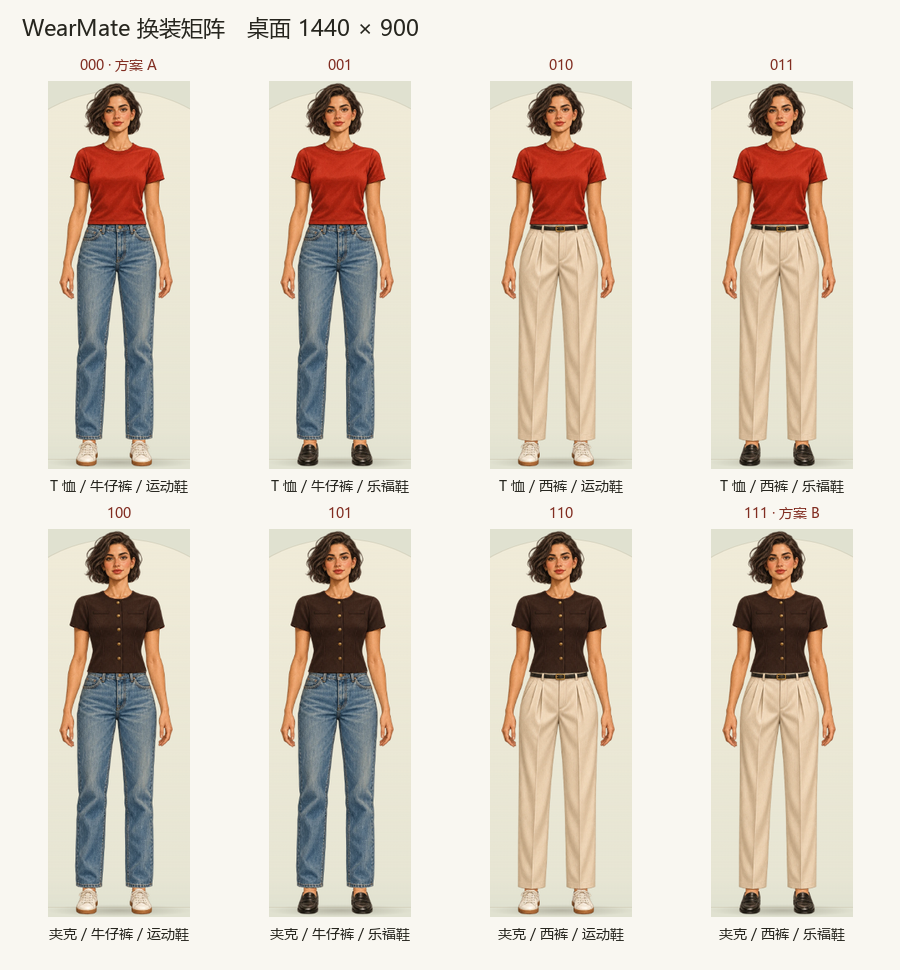 WearMate 换装矩阵 桌面 1440 × 900
000 · 方案 A
001
010
011
T 恤 / 牛仔裤 / 运动鞋
T 恤 / 牛仔裤 / 乐福鞋
T 恤 / 西裤 / 运动鞋
T 恤 / 西裤 / 乐福鞋
100
101
110
111 · 方案 B
夹克 / 牛仔裤 / 运动鞋
夹克 / 牛仔裤 / 乐福鞋
夹克 / 西裤 / 运动鞋
夹克 / 西裤 / 乐福鞋